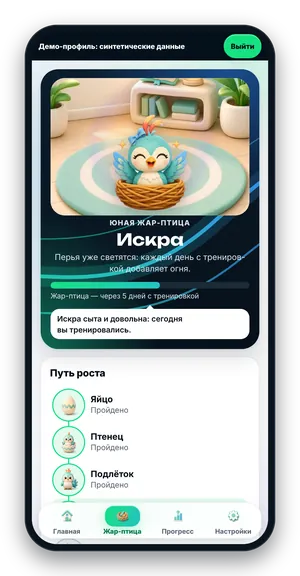 Демо-профиль: синтетические данные
Выйти
ЮНАЯ ЖАР-ПТИЦА
Искра
Перья уже светятся: каждый день с трениров-
кой добавляет огня.
Жар-птица — через 5 дней с тренировкой
Искра сыта и довольна: сегодня
вы тренировались.
Путь роста
Яйцо
Пройдено
Птенец
Пройдено
Подлёток
Пройдено
Главная
Жар-птица
Прогресс
Настройки